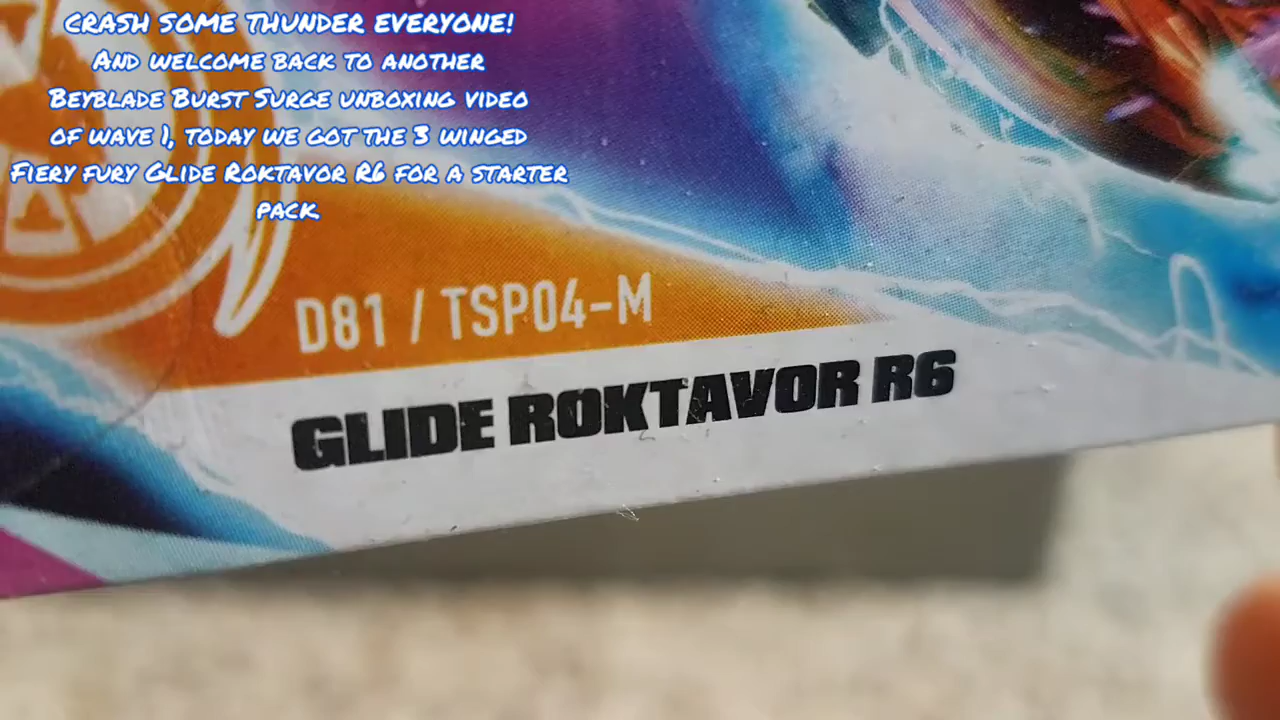 CRASH SOME THUNDER EVERYONE!
AND WELCOME BACK TO ANOTHER
BEYBLADE BURST SURGE UNBOXING VIDEO
OF WAVE 1, TODAY WE GOT THE 3 WINGED
FIERY FURY GLIDE ROKTAVOR R6 FOR A STARTER
PACK.
D81 / TSP04-M
GLIDE ROKTAVOR R6